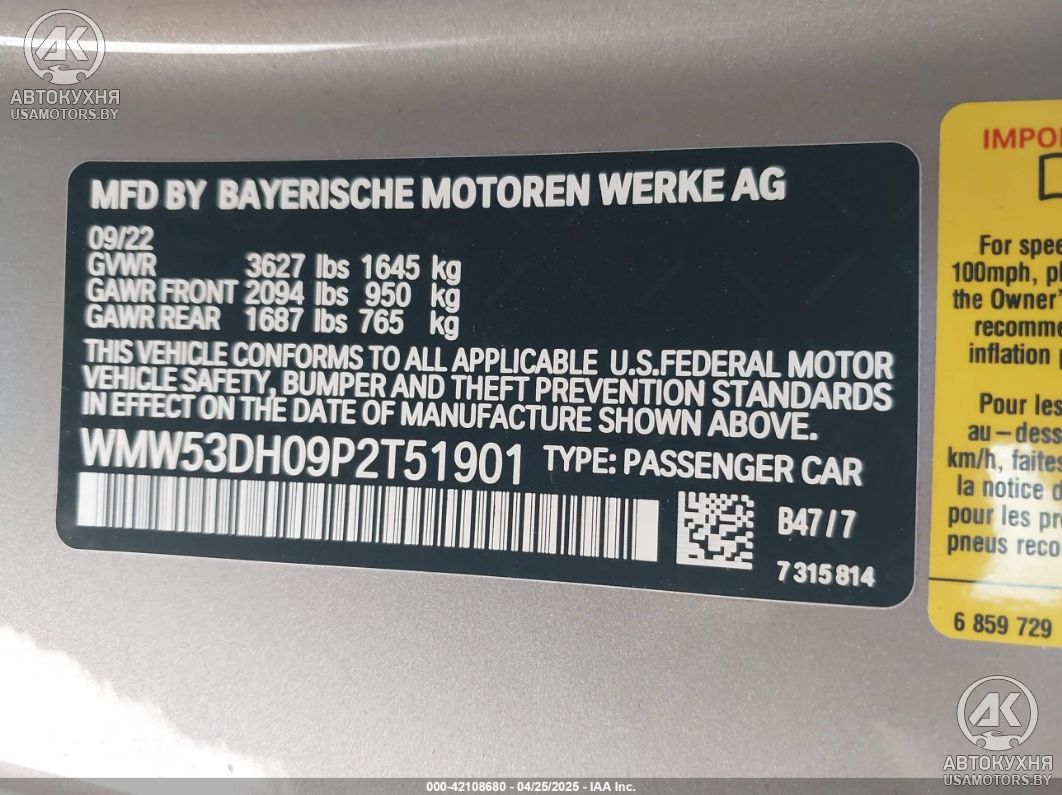 AK
АВТОКУХНЯ
USAMOTORS.BY
MFD BY BAYERISCHE MOTOREN WERKE AG
09/22
GVWR 3627 lbs 1645 kg
GAWR FRONT 2094 lbs 950 kg
GAWR REAR 1687 lbs 765 kg
THIS VEHICLE CONFORMS TO ALL APPLICABLE U.S.FEDERAL MOTOR
VEHICLE SAFETY, BUMPER AND THEFT PREVENTION STANDARDS
IN EFFECT ON THE DATE OF MANUFACTURE SHOWN ABOVE.
WMW53DH09P2T51901 TYPE: PASSENGER CAR
B47/7
7 315 814
IMPO
For spee
100mph, pl
the Owner'
recomme
inflation
Pour les
au – dess
km/h, faites
la notice d
pour les pr
pneus reco
6 859 729
AK
АВТОКУХНЯ
USAMOTORS.BY
000-42108680 - 04/25/2025 - IAA Inc.